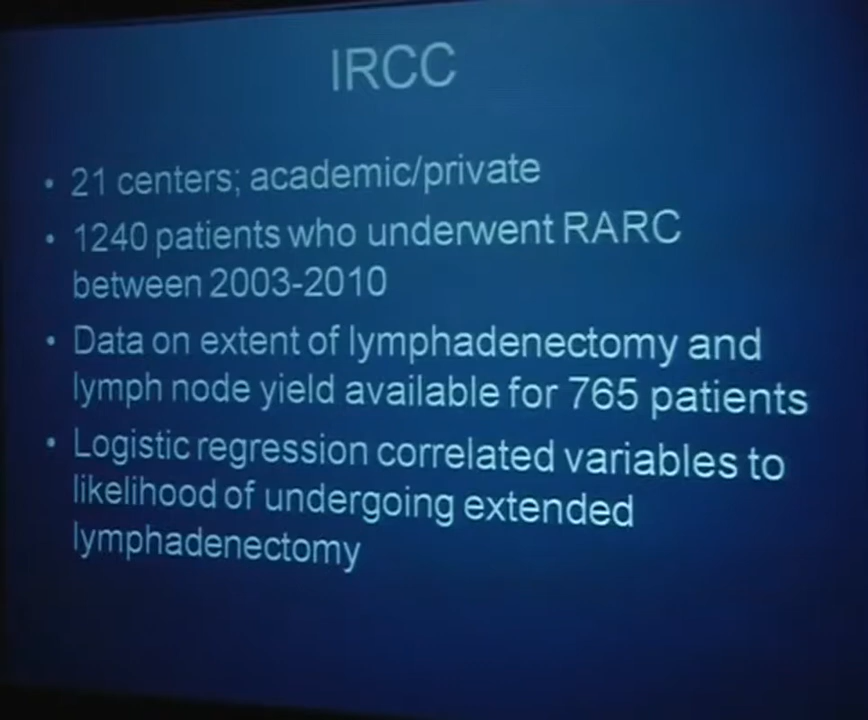 IRCC
• 21 centers; academic/private
• 1240 patients who underwent RARC
between 2003-2010
• Data on extent of lymphadenectomy and
lymph node yield available for 765 patients
• Logistic regression correlated variables to
likelihood of undergoing extended
lymphadenectomy